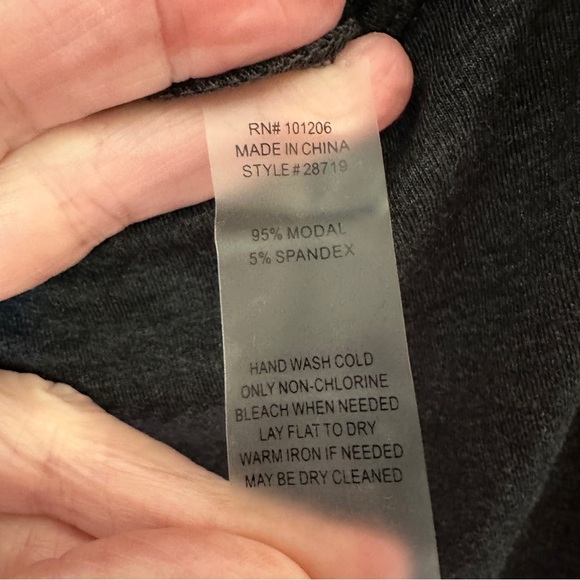 RN# 101206
MADE IN CHINA
STYLE # 28719
95% MODAL
5% SPANDEX
HAND WASH COLD
ONLY NON-CHLORINE
BLEACH WHEN NEEDED
LAY FLAT TO DRY
WARM IRON IF NEEDED
MAY BE DRY CLEANED